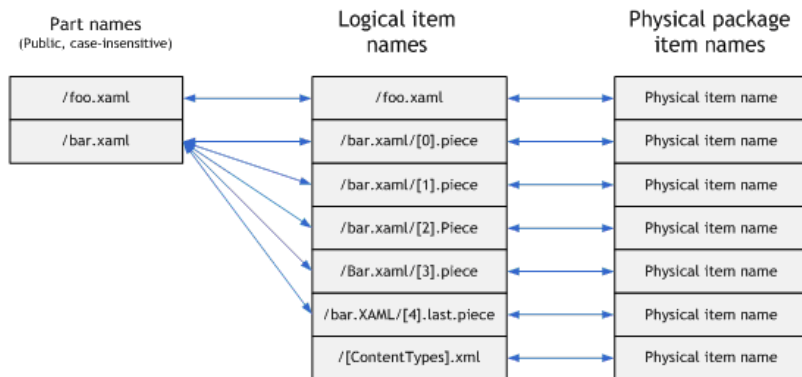 Part names
(Public, case-insensitive)
Logical item
names
Physical package
item names
/foo.xaml
/foo.xaml
Physical item name
/bar.xaml
/bar.xaml/[0].piece
Physical item name
/bar.xaml/[1].piece
Physical item name
/bar.xaml/[2].Piece
Physical item name
/Bar.xaml/[3].piece
Physical item name
/bar.XAML/[4].last.piece
Physical item name
/[ContentTypes].xml
Physical item name